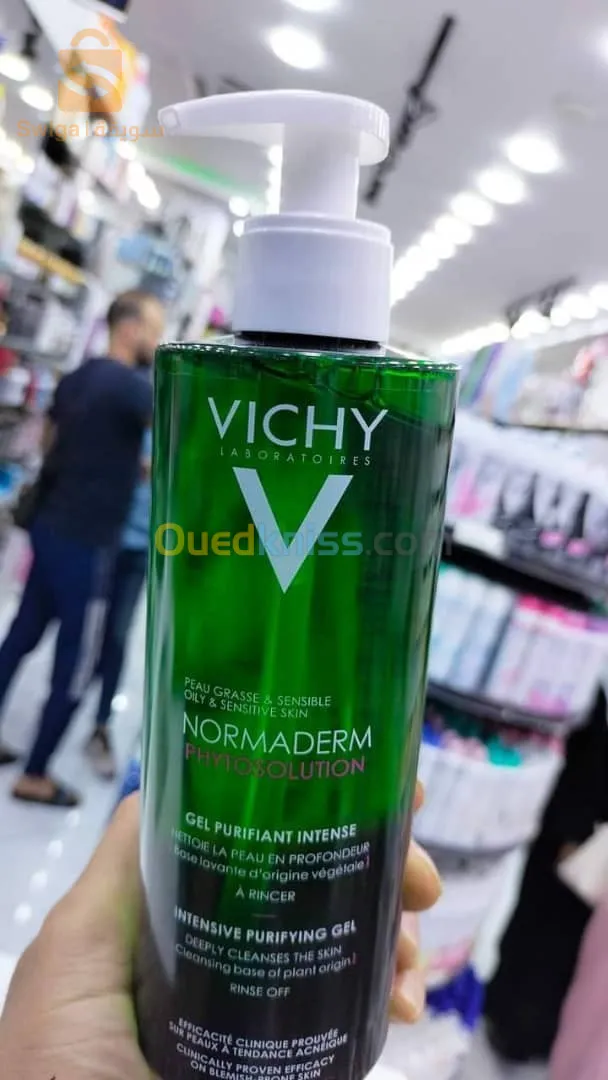 Swiga سويقة
VICHY
LABORATOIRES
Ouedkniss.com
PEAU GRASSE & SENSIBLE
OILY & SENSITIVE SKIN
NORMADERM
PHYTOSOLUTION
GEL PURIFIANT INTENSE
NETTOIE LA PEAU EN PROFONDEUR
[Base lavante d'origine végétale]
À RINCER
INTENSIVE PURIFYING GEL
DEEPLY CLEANSES THE SKIN
[Cleansing base of plant origin]
RINSE OFF
EFFICACITÉ CLINIQUE PROUVÉE
SUR PEAUX À TENDANCE ACNÉIQUE
CLINICALLY PROVEN EFFICACY
ON BLEMISH-PRONE SKIN